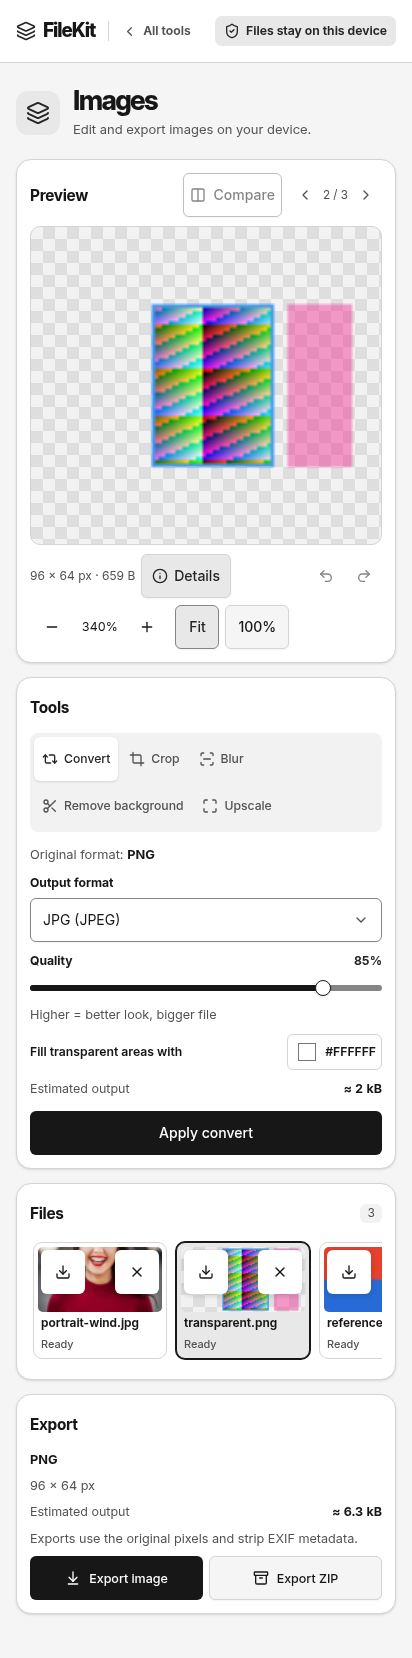 FileKit
All tools
Files stay on this device
Images
Edit and export images on your device.
Preview
Compare
2 / 3
96 × 64 px · 659 B
Details
340%
Fit
100%
Tools
Convert
Crop
Blur
Remove background
Upscale
Original format: PNG
Output format
JPG (JPEG)
Quality
85%
Higher = better look, bigger file
Fill transparent areas with
#FFFFFF
Estimated output
≈ 2 kB
Apply convert
Files
3
portrait-wind.jpg
Ready
transparent.png
Ready
reference
Ready
Export
PNG
96 × 64 px
Estimated output
≈ 6.3 kB
Exports use the original pixels and strip EXIF metadata.
Export image
Export ZIP